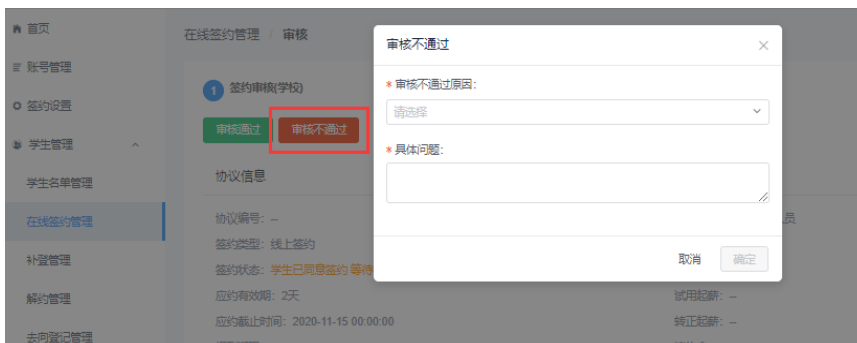 首页
账号管理
签约设置
学生管理
学生名单管理
在线签约管理
补登管理
解约管理
去向登记管理
在线签约管理 / 审核
1 签约审核(学校)
审核通过 审核不通过
协议信息
协议编号: --
签约类型: 线上签约
签约状态: 学生已同意签约 等待
应约有效期: 2天
应约截止时间: 2020-11-15 00:00:00
员
试用起薪: --
转正起薪: --
审核不通过
* 审核不通过原因:
请选择
* 具体问题:
取消 确定